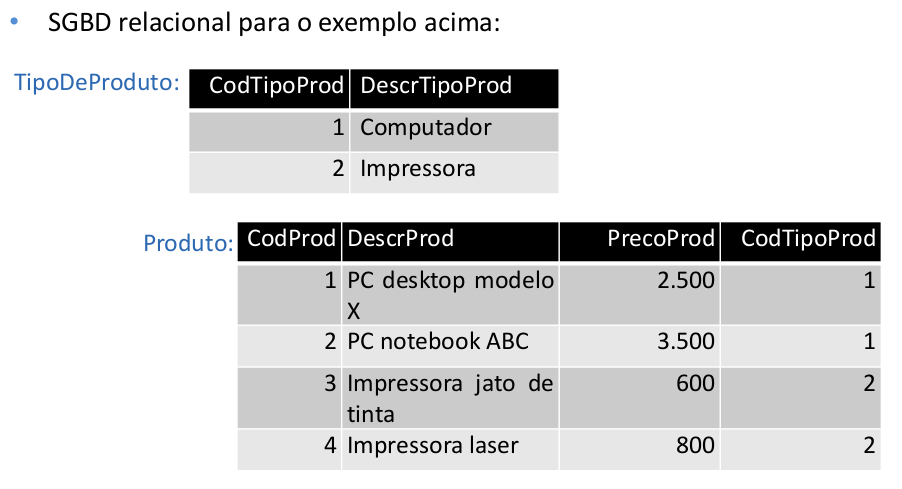 • SGBD relacional para o exemplo acima:
TipoDeProduto: CodTipoProd DescrTipoProd
1 Computador
2 Impressora
Produto: CodProd DescrProd PrecoProd CodTipoProd
1 PC desktop modelo X 2.500 1
2 PC notebook ABC 3.500 1
3 Impressora jato de tinta 600 2
4 Impressora laser 800 2